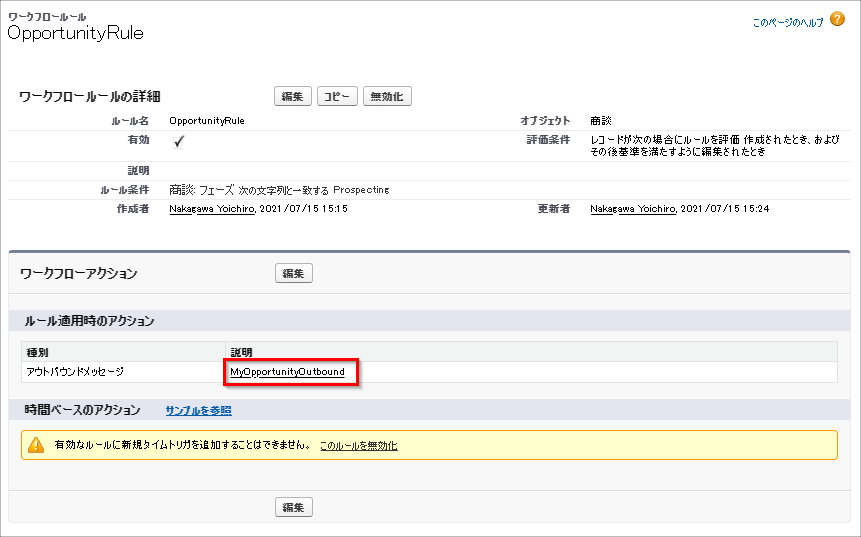 ワークフロールール
OpportunityRule
このページのヘルプ ?
ワークフロールールの詳細 編集 コピー 無効化
ルール名 OpportunityRule オブジェクト 商談
有効 ✓ 評価条件 レコードが次の場合にルールを評価 作成されたとき、および
その後基準を満たすように編集されたとき
説明
ルール条件 商談: フェーズ 次の文字列と一致する Prospecting
作成者 Nakagawa Yoichiro, 2021/07/15 15:15 更新者 Nakagawa Yoichiro, 2021/07/15 15:24
ワークフローアクション 編集
ルール適用時のアクション
種別 説明
アウトバウンドメッセージ MyOpportunityOutbound
時間ベースのアクション サンプルを参照
有効なルールに新規タイムトリガを追加することはできません。 このルールを無効化
編集